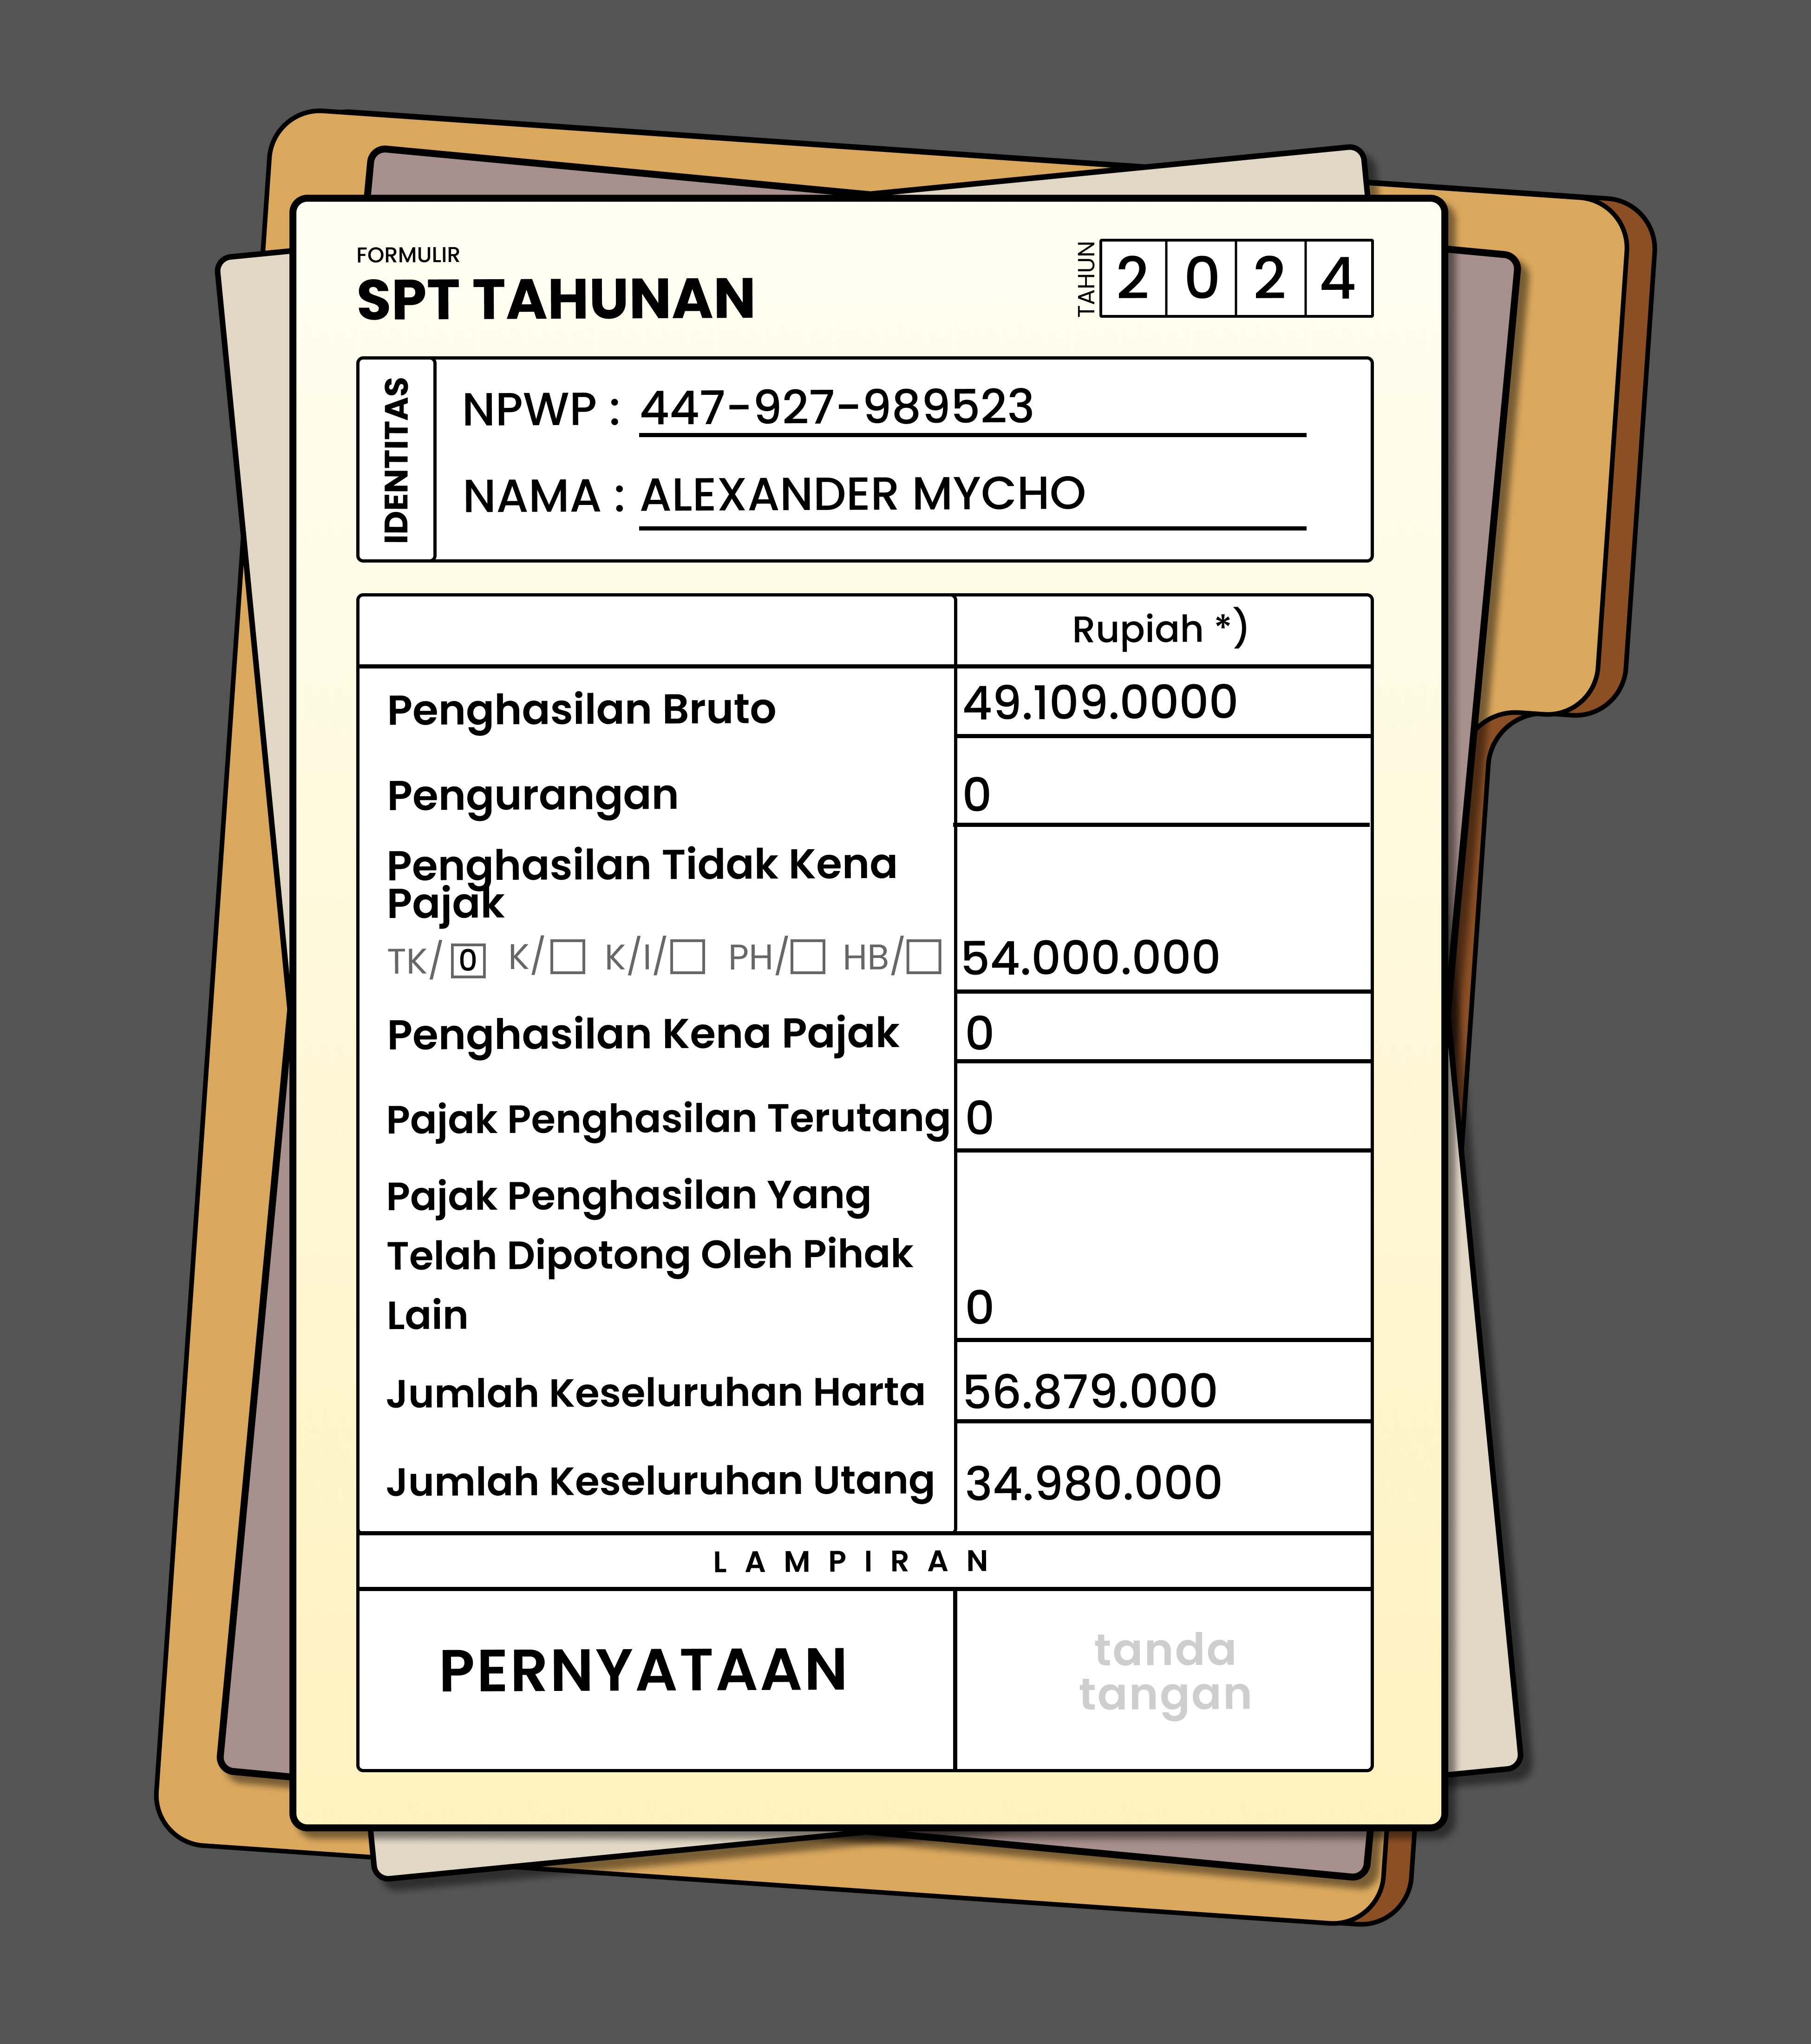 FORMULIR
SPT TAHUNAN
TAHUN
2 0 2 4
IDENTITAS
NPWP : 447-927-989523
NAMA : ALEXANDER MYCHO
Rupiah *)
Penghasilan Bruto 49.109.0000
Pengurangan 0
Penghasilan Tidak Kena
Pajak
TK/ 0 K/ K/I/ PH/ HB/ 54.000.000
Penghasilan Kena Pajak 0
Pajak Penghasilan Terutang 0
Pajak Penghasilan Yang
Telah Dipotong Oleh Pihak
Lain 0
Jumlah Keseluruhan Harta 56.879.000
Jumlah Keseluruhan Utang 34.980.000
LAMPIRAN
PERNYATAAN
tanda
tangan